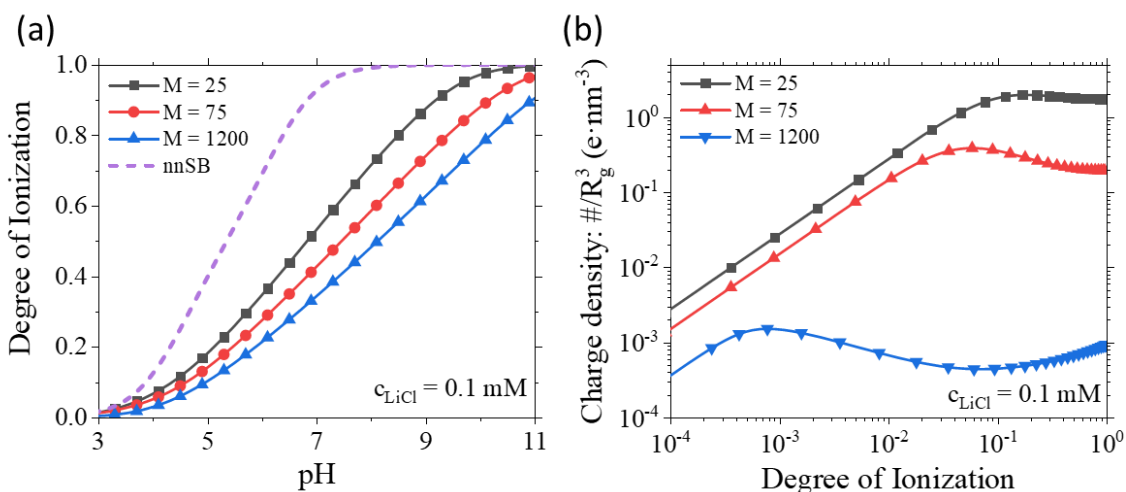 (a)
(b)
Degree of Ionization
1.0
0.8
0.6
0.4
0.2
0.0
M = 25
M = 75
M = 1200
nnSB
c_LiCl = 0.1 mM
3
5
7
9
11
pH
Charge density: #/R_g^3 (e·nm^-3)
10^0
10^-1
10^-2
10^-3
10^-4
M = 25
M = 75
M = 1200
c_LiCl = 0.1 mM
10^-4
10^-3
10^-2
10^-1
10^0
Degree of Ionization